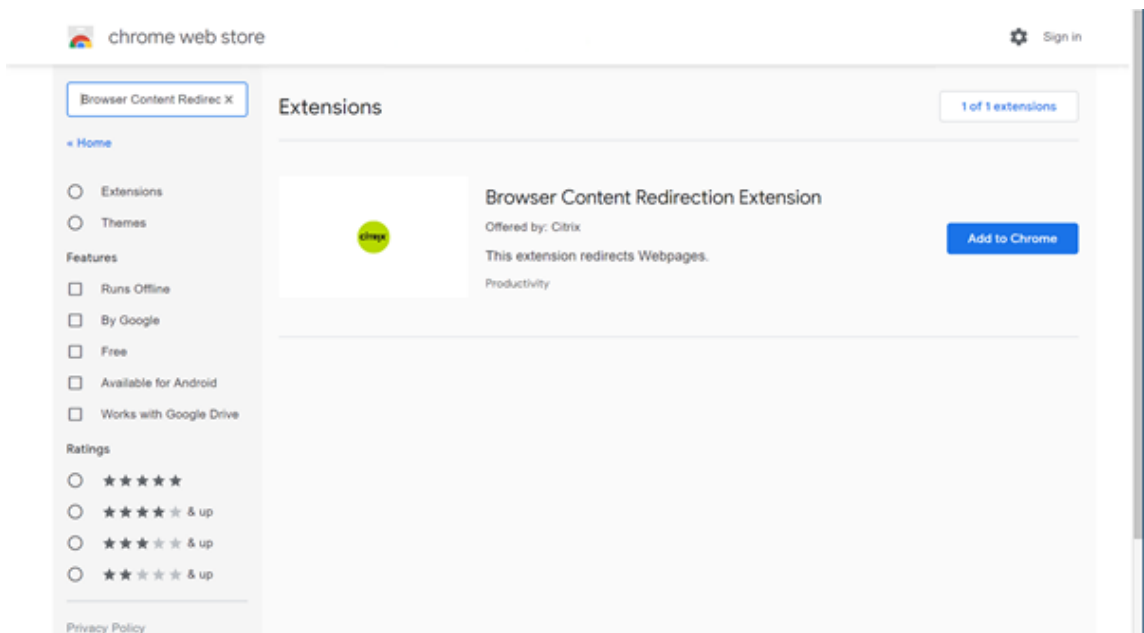 chrome web store
Sign in
Browser Content Redirec ×
« Home
Extensions
Themes
Features
Runs Offline
By Google
Free
Available for Android
Works with Google Drive
Ratings
& up
& up
& up
Privacy Policy
Extensions
1 of 1 extensions
citrix
Browser Content Redirection Extension
Offered by: Citrix
This extension redirects Webpages.
Productivity
Add to Chrome